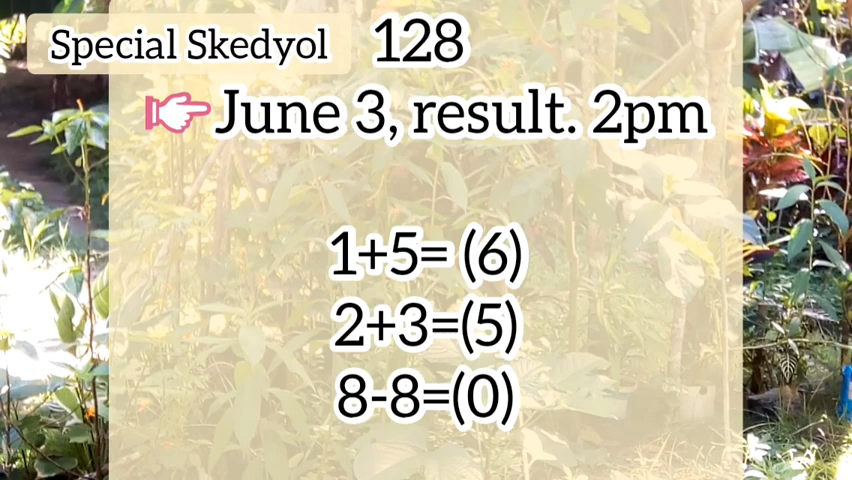 Special Skedyol 128
June 3, result. 2pm
1+5= (6)
2+3=(5)
8-8=(0)